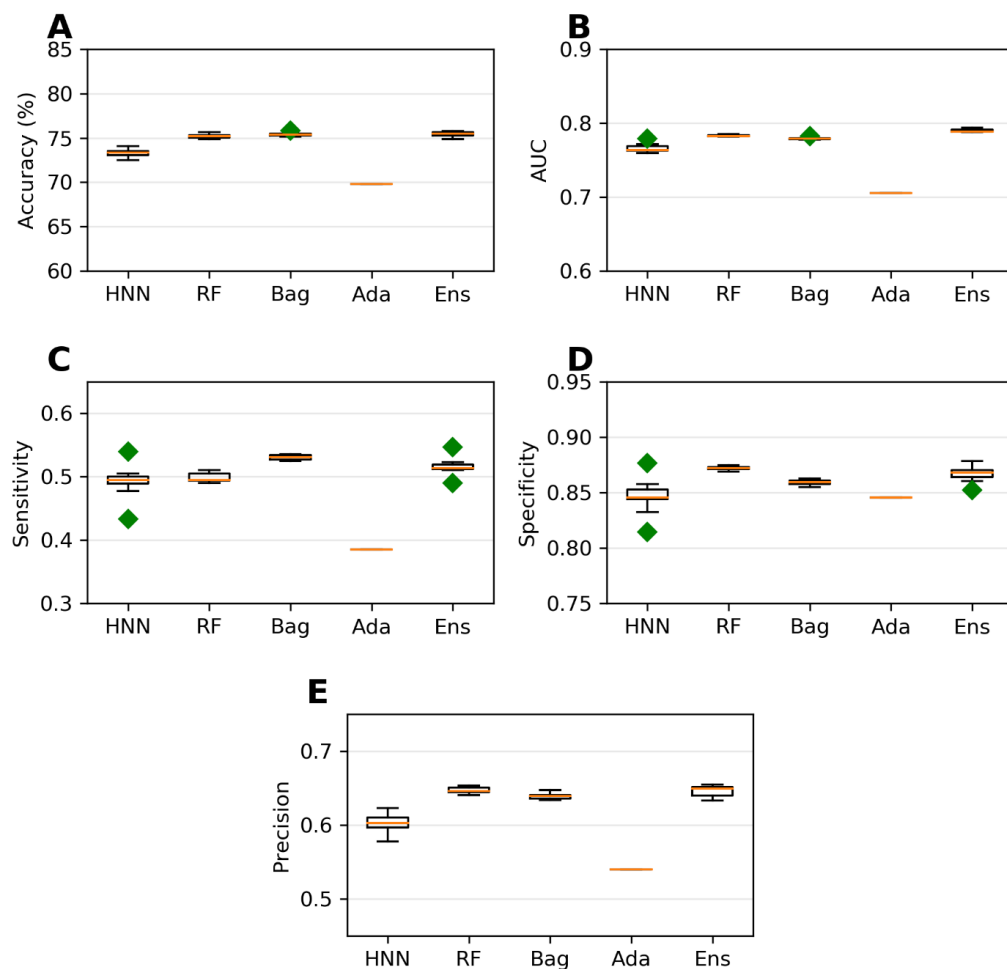 A
Accuracy (%)
85
80
75
70
65
60
HNN RF Bag Ada Ens
B
AUC
0.9
0.8
0.7
0.6
HNN RF Bag Ada Ens
C
Sensitivity
0.6
0.5
0.4
0.3
HNN RF Bag Ada Ens
D
Specificity
0.95
0.90
0.85
0.80
0.75
HNN RF Bag Ada Ens
E
Precision
0.7
0.6
0.5
HNN RF Bag Ada Ens